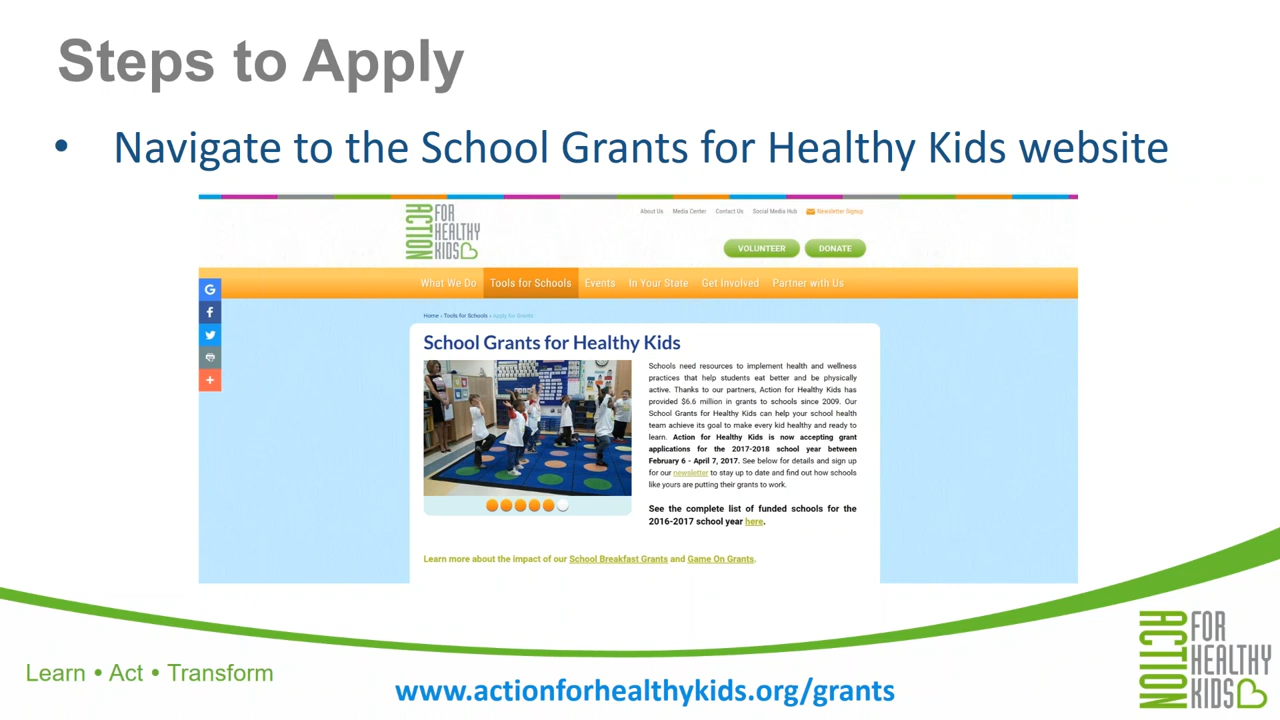 Steps to Apply
• Navigate to the School Grants for Healthy Kids website
ACTION
FOR
HEALTHY
KIDS
About Us Media Center Contact Us Social Media Hub Newsletter Signup
VOLUNTEER DONATE
What We Do Tools for Schools Events In Your State Get Involved Partner with Us
G
f
+
Home › Tools for Schools › Apply for Grants
School Grants for Healthy Kids
Schools need resources to implement health and wellness
practices that help students eat better and be physically
active. Thanks to our partners, Action for Healthy Kids has
provided $6.6 million in grants to schools since 2009. Our
School Grants for Healthy Kids can help your school health
team achieve its goal to make every kid healthy and ready to
learn. Action for Healthy Kids is now accepting grant
applications for the 2017-2018 school year between
February 6 - April 7, 2017. See below for details and sign up
for our newsletter to stay up to date and find out how schools
like yours are putting their grants to work.
See the complete list of funded schools for the
2016-2017 school year here.
Learn more about the impact of our School Breakfast Grants and Game On Grants.
Learn • Act • Transform
www.actionforhealthykids.org/grants
ACTION
FOR
HEALTHY
KIDS